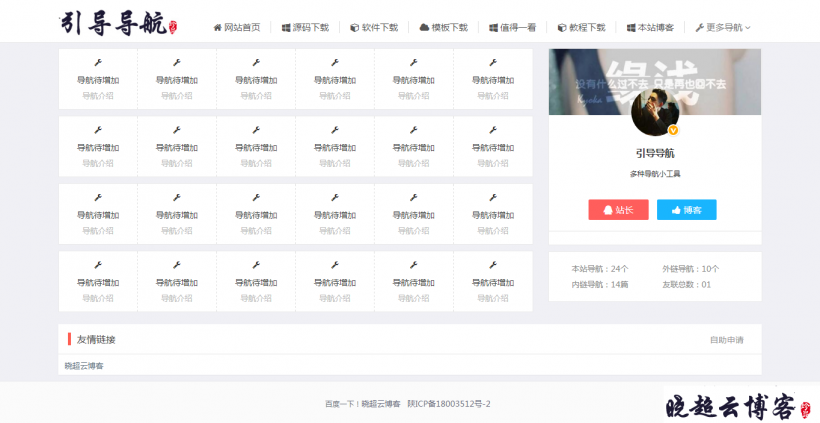 引导导航
网站首页 源码下载 软件下载 模板下载 值得一看 教程下载 本站博客 更多导航
导航待增加 导航待增加 导航待增加 导航待增加 导航待增加 导航待增加
导航介绍 导航介绍 导航介绍 导航介绍 导航介绍 导航介绍
导航待增加 导航待增加 导航待增加 导航待增加 导航待增加 导航待增加
导航介绍 导航介绍 导航介绍 导航介绍 导航介绍 导航介绍
导航待增加 导航待增加 导航待增加 导航待增加 导航待增加 导航待增加
导航介绍 导航介绍 导航介绍 导航介绍 导航介绍 导航介绍
导航待增加 导航待增加 导航待增加 导航待增加 导航待增加 导航待增加
导航介绍 导航介绍 导航介绍 导航介绍 导航介绍 导航介绍
缘浅
没有什么过不去 只是再也回不去
引导导航
多种导航小工具
站长 博客
本站导航：24个 外链导航：10个
内链导航：14篇 友联总数：01
友情链接 自助申请
晓超云博客
百度一下！晓超云博客 陕ICP备18003512号-2
晓超云博客